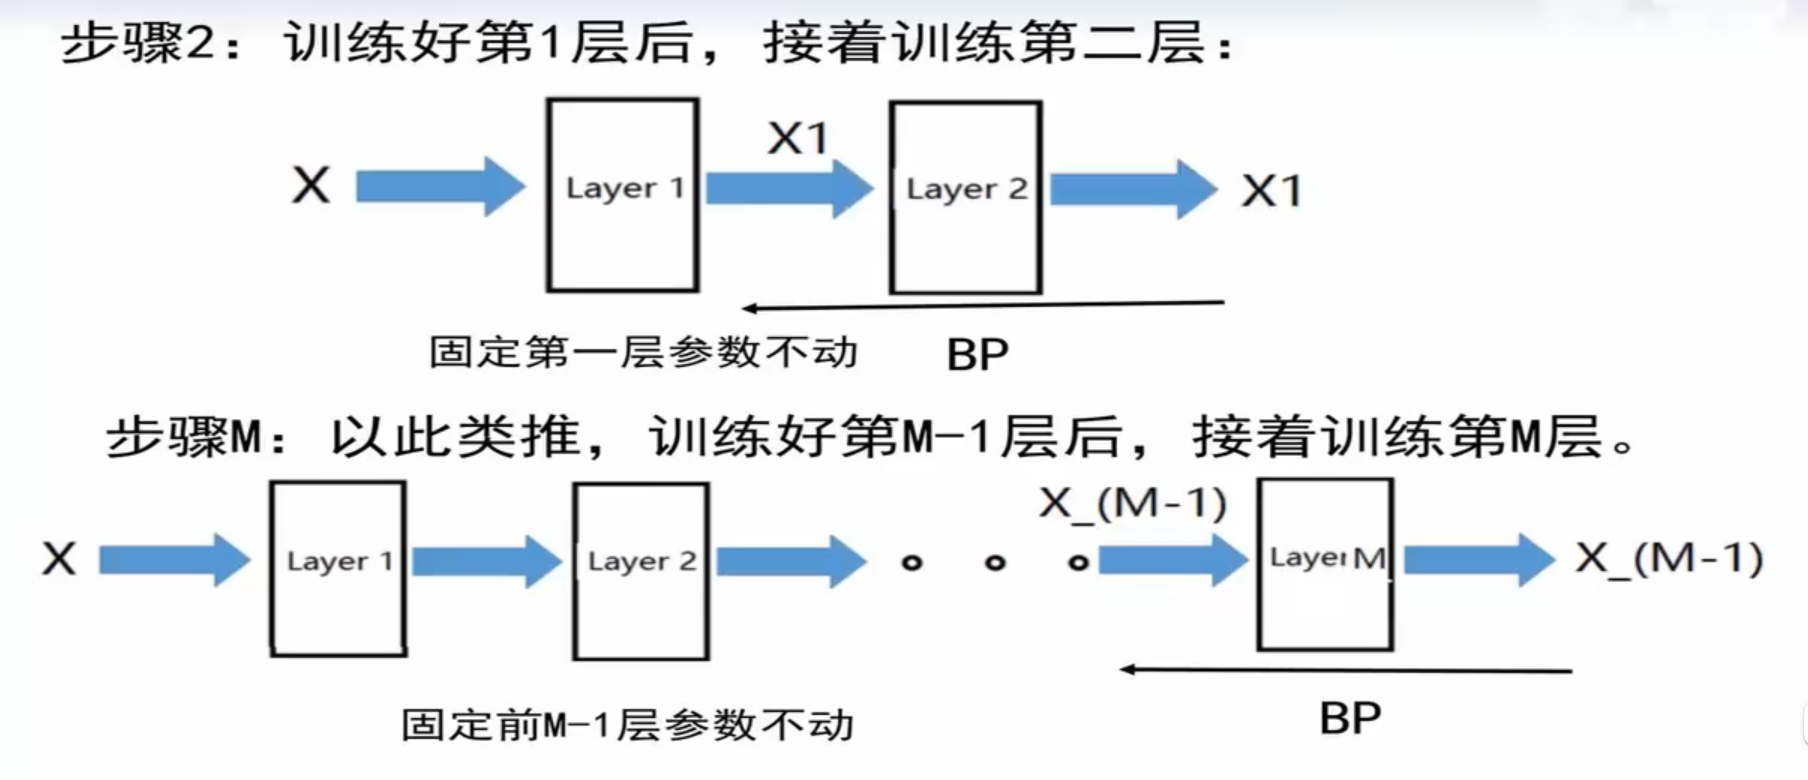 步骤2：训练好第1层后，接着训练第二层：
X1
X Layer 1 Layer 2 X1
固定第一层参数不动 BP
步骤M：以此类推，训练好第M-1层后，接着训练第M层。
X_(M-1)
X Layer 1 Layer 2 Layer M X_(M-1)
固定前M-1层参数不动 BP